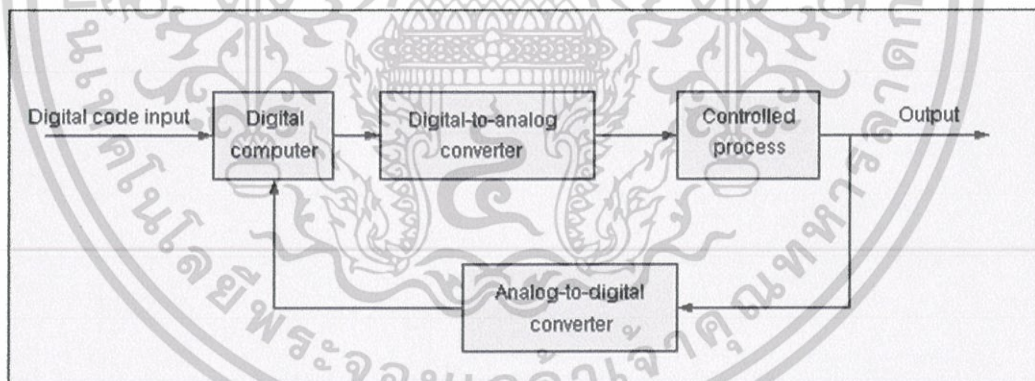 Digital code input
Digital
computer
Digital-to-analog
converter
Controlled
process
Output
Analog-to-digital
converter